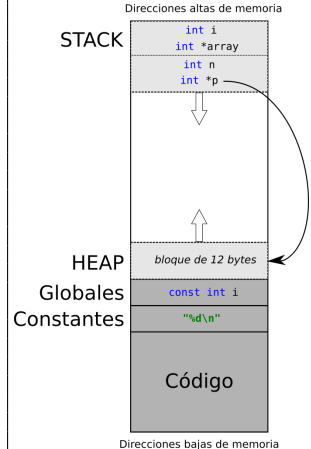 Direcciones altas de memoria
STACK
int i
int *array
int n
int *p
HEAP
bloque de 12 bytes
Globales
const int i
Constantes
"%d\n"
Código
Direcciones bajas de memoria